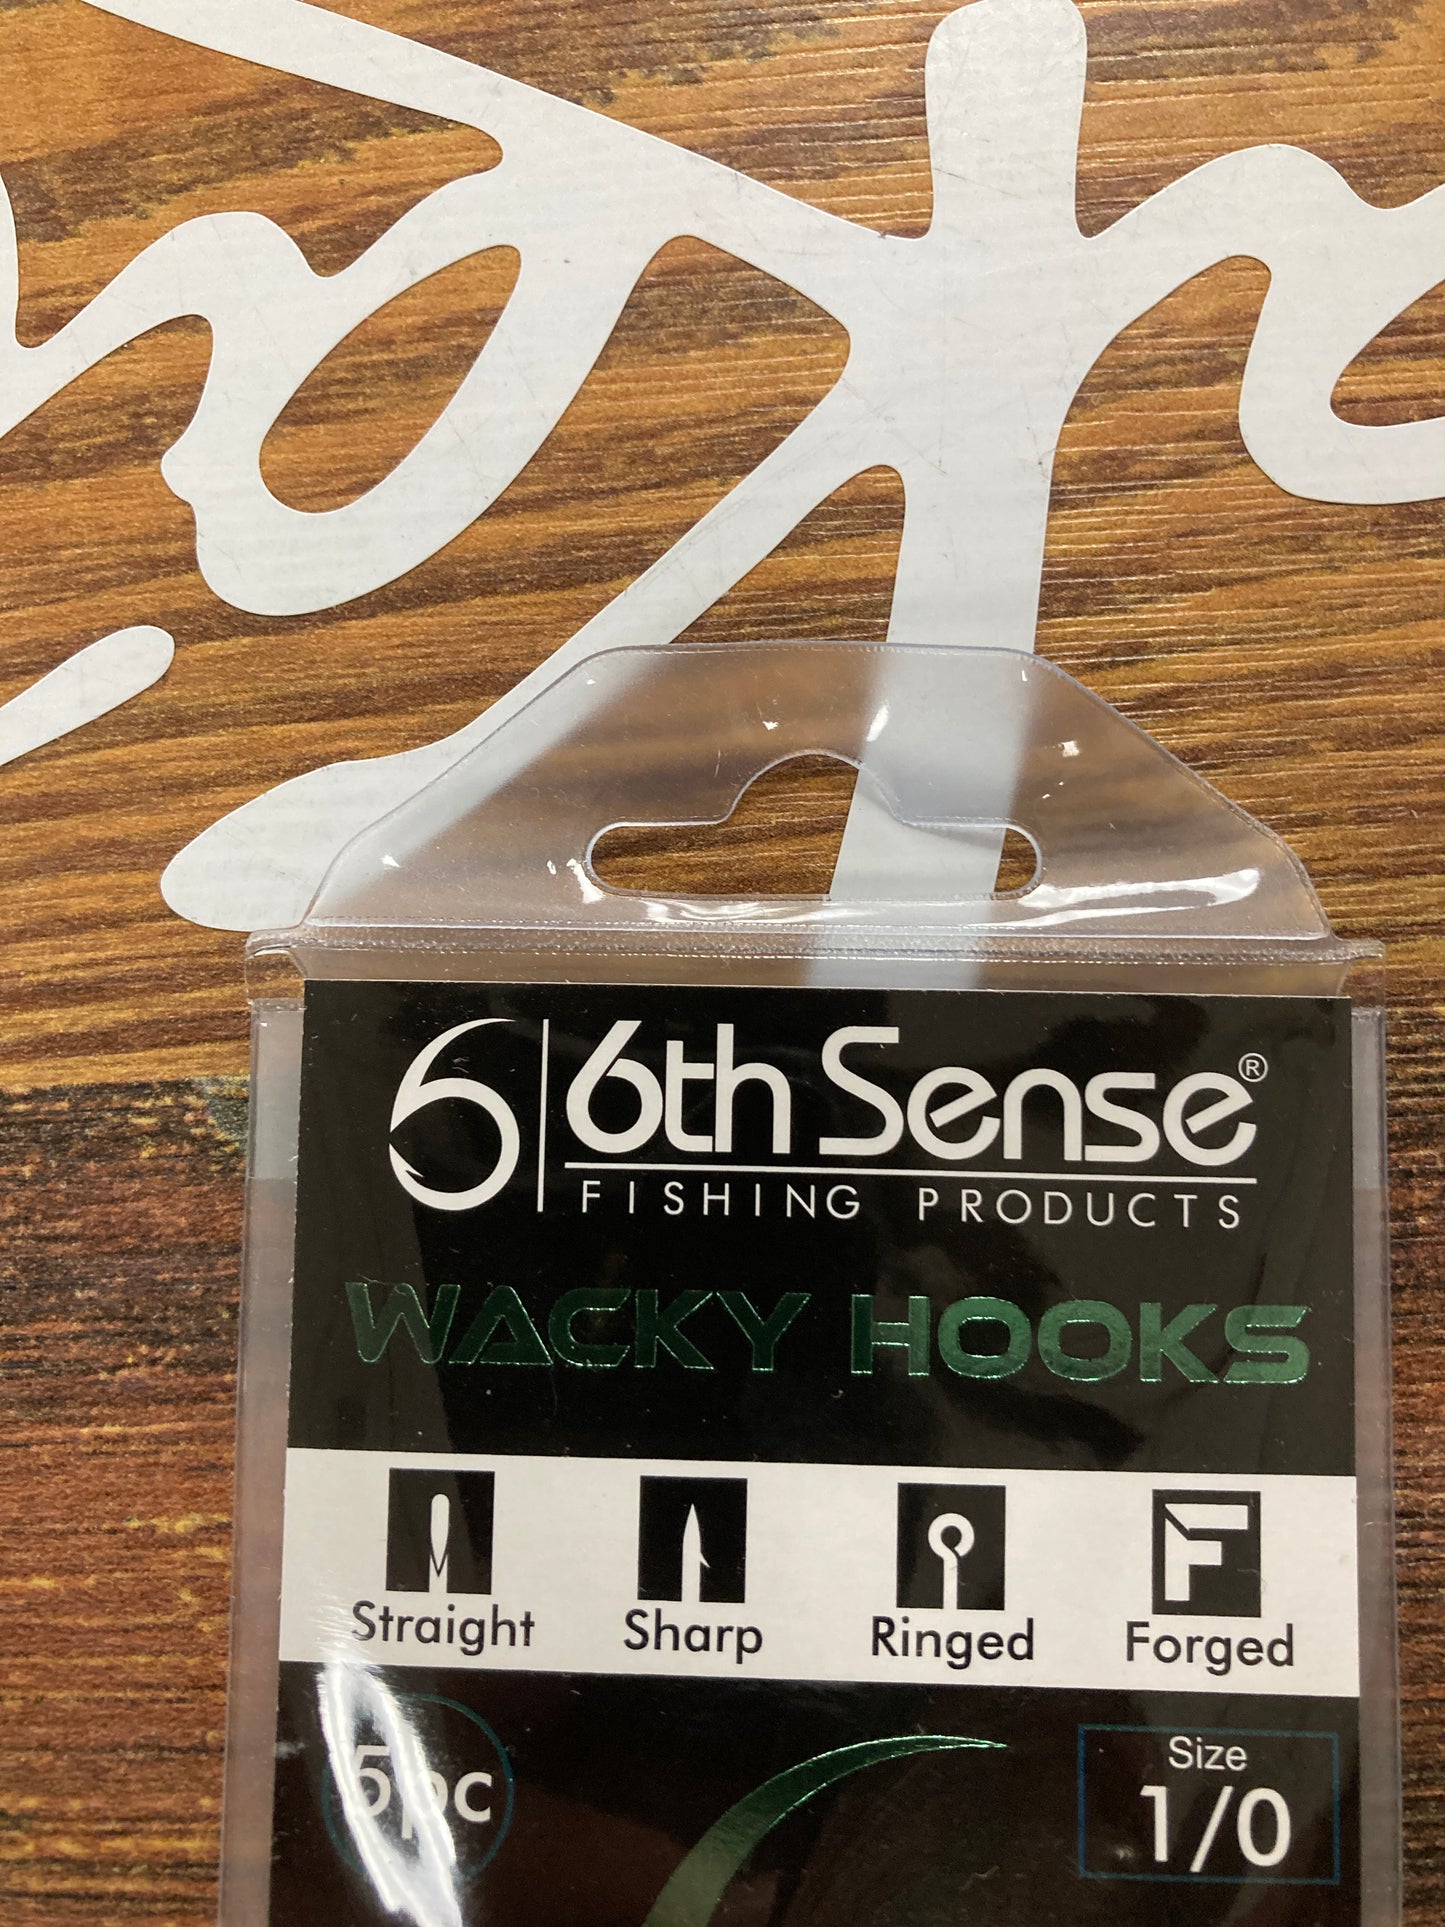 6th Sense®
FISHING PRODUCTS
WACKY HOOKS
Straight Sharp Ringed Forged
F
5pc
Size
1/0